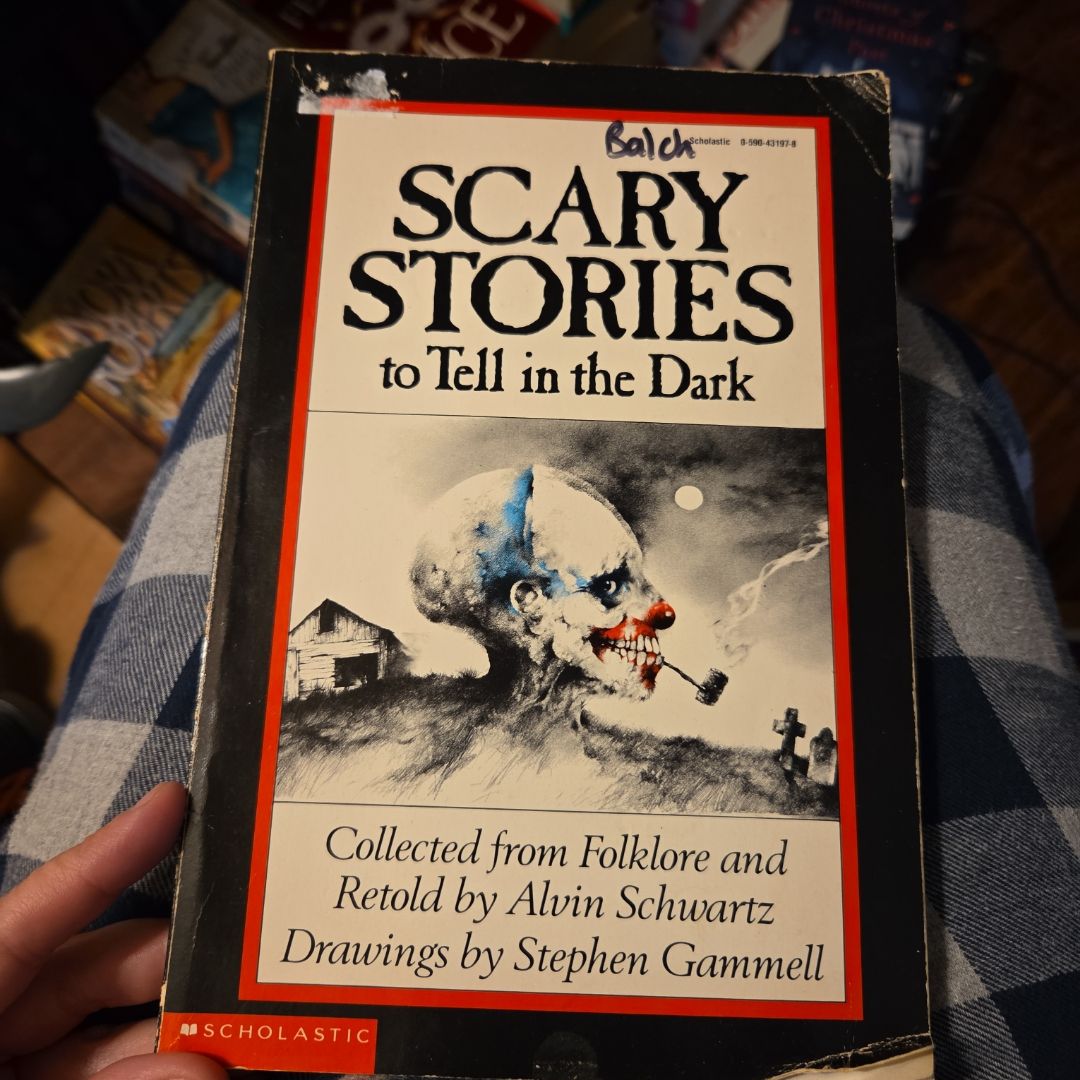 Balch
Scholastic 0-590-43197-8
SCARY
STORIES
to Tell in the Dark
Collected from Folklore and
Retold by Alvin Schwartz
Drawings by Stephen Gammell
SCHOLASTIC